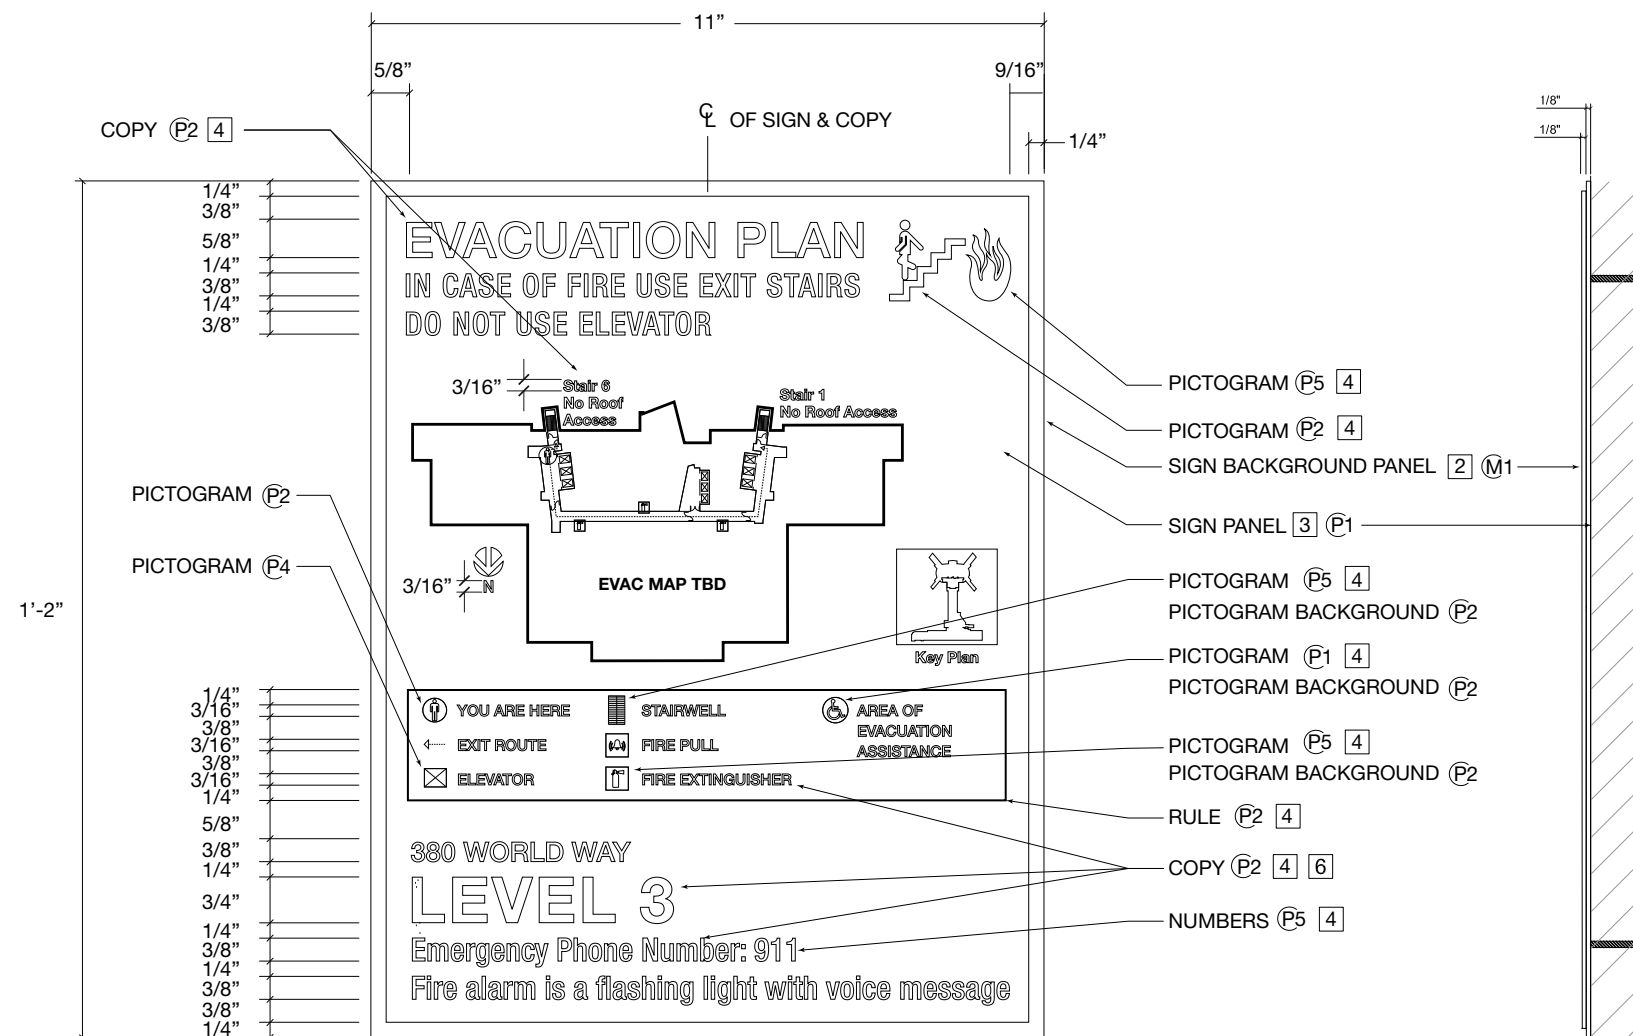 11”
5/8”
9/16”
1/8"
1/8"
COPY P2 4
℄ OF SIGN & COPY
1/4”
1/4”
3/8”
5/8”
1/4”
3/8”
1/4”
3/8”
EVACUATION PLAN
IN CASE OF FIRE USE EXIT STAIRS
DO NOT USE ELEVATOR
3/16”
Stair 6
No Roof
Access
Stair 1
No Roof Access
PICTOGRAM P5 4
PICTOGRAM P2 4
SIGN BACKGROUND PANEL 2 M1
SIGN PANEL 3 P1
PICTOGRAM P2
PICTOGRAM P4
1’-2”
3/16”
N
EVAC MAP TBD
Key Plan
PICTOGRAM P5 4
PICTOGRAM BACKGROUND P2
PICTOGRAM P1 4
PICTOGRAM BACKGROUND P2
PICTOGRAM P5 4
PICTOGRAM BACKGROUND P2
RULE P2 4
COPY P2 4 6
NUMBERS P5 4
1/4”
3/16”
3/8”
3/16”
3/8”
3/16”
1/4”
5/8”
3/8”
1/4”
3/4”
1/4”
3/8”
1/4”
3/8”
3/8”
1/4”
YOU ARE HERE
EXIT ROUTE
ELEVATOR
STAIRWELL
FIRE PULL
FIRE EXTINGUISHER
AREA OF
EVACUATION
ASSISTANCE
380 WORLD WAY
LEVEL 3
Emergency Phone Number: 911
Fire alarm is a flashing light with voice message